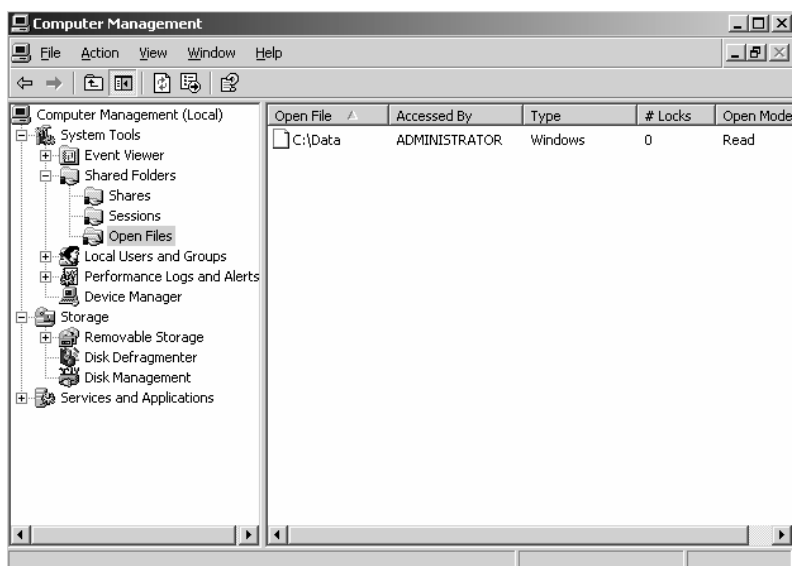 Computer Management
File Action View Window Help
Computer Management (Local)
System Tools
Event Viewer
Shared Folders
Shares
Sessions
Open Files
Local Users and Groups
Performance Logs and Alerts
Device Manager
Storage
Removable Storage
Disk Defragmenter
Disk Management
Services and Applications
Open File Accessed By Type # Locks Open Mode
C:\Data ADMINISTRATOR Windows 0 Read